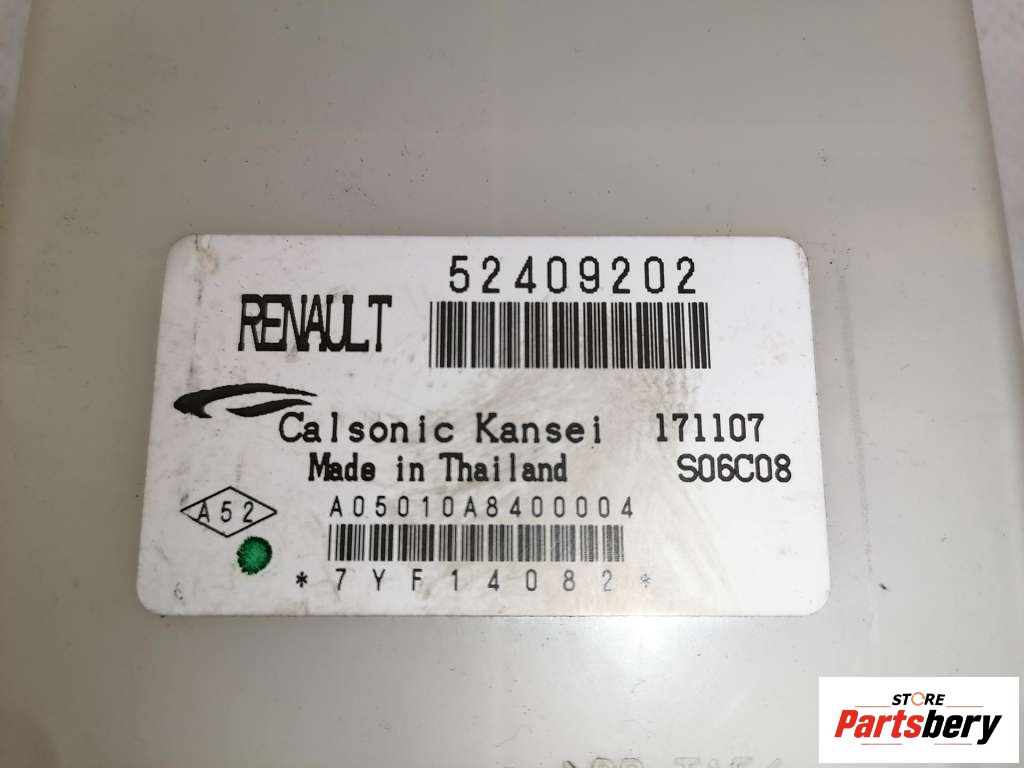 52409202
RENAULT
Calsonic Kansei 171107
Made in Thailand S06C08
A52
A05010A8400004
*7YF14082*
STORE
Partsbery